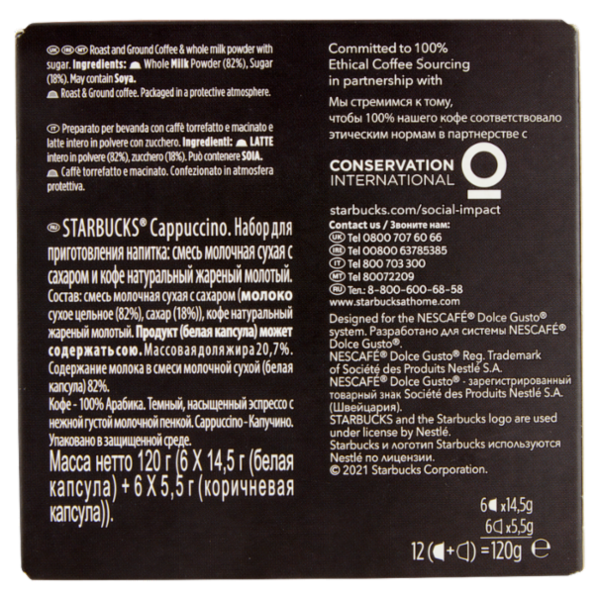 UK IRE MT Roast and Ground Coffee & whole milk powder with
sugar. Ingredients: Whole Milk Powder (82%), Sugar
(18%). May contain Soya.
Roast & Ground coffee. Packaged in a protective atmosphere.
IT Preparato per bevanda con caffè torrefatto e macinato e
latte intero in polvere con zucchero. Ingredienti: LATTE
intero in polvere (82%), zucchero (18%). Può contenere SOIA.
Caffè torrefatto e macinato. Confezionato in atmosfera
protettiva.
RU STARBUCKS® Cappuccino. Набор для
приготовления напитка: смесь молочная сухая с
сахаром и кофе натуральный жареный молотый.
Состав: смесь молочная сухая с сахаром (молоко
сухое цельное (82%), сахар (18%)), кофе натуральный
жареный молотый. Продукт (белая капсула) может
содержать сою. Массовая доля жира 20,7%.
Содержание молока в смеси молочной сухой (белая
капсула) 82%.
Кофе - 100% Арабика. Темный, насыщенный эспрессо с
нежной густой молочной пенкой. Cappuccino - Капучино.
Упаковано в защищенной среде.
Масса нетто 120 г (6 X 14,5 г (белая
капсула) + 6 X 5,5 г (коричневая
капсула)).
Committed to 100%
Ethical Coffee Sourcing
in partnership with
Мы стремимся к тому,
чтобы 100% нашего кофе соответствовало
этическим нормам в партнерстве с
CONSERVATION
INTERNATIONAL
starbucks.com/social-impact
Contact us / Звоните нам:
UK Tel 0800 707 60 66
IRE Tel 00800 63785385
IT Tel 800 703 300
MT Tel 80072209
RU Тел.: 8-800-600-68-58
www.starbucksathome.com
Designed for the NESCAFÉ® Dolce Gusto®
system. Разработано для системы NESCAFÉ®
Dolce Gusto®.
NESCAFÉ® Dolce Gusto® Reg. Trademark
of Société des Produits Nestlé S.A.
NESCAFÉ® Dolce Gusto® - зарегистрированный
товарный знак Société des Produits Nestlé S.A.
(Швейцария).
STARBUCKS and the Starbucks logo are used
under license by Nestlé.
Starbucks и логотип Starbucks используются
Nestlé по лицензии.
© 2021 Starbucks Corporation.
6 x14,5g
6 x5,5g
12 ( + ) =120g ℮